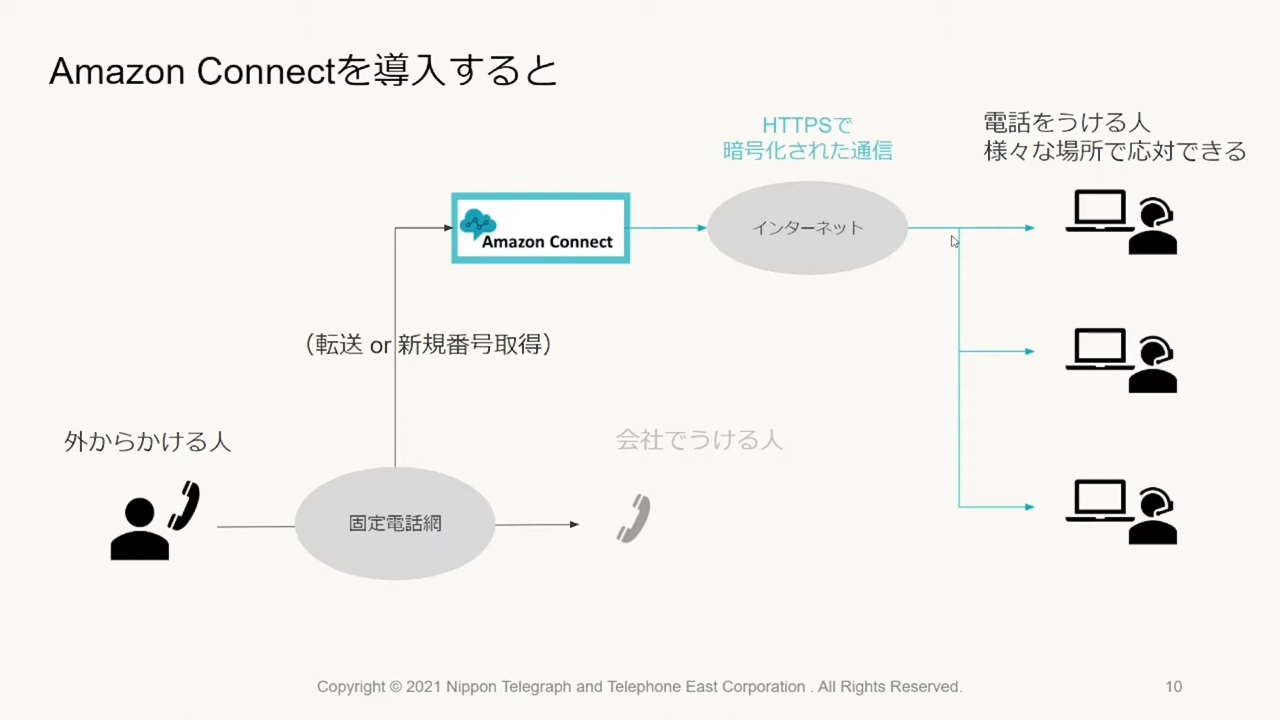 Amazon Connectを導入すると
HTTPSで
暗号化された通信
電話をうける人
様々な場所で応対できる
Amazon Connect
インターネット
（転送 or 新規番号取得）
外からかける人
会社でうける人
固定電話網
Copyright © 2021 Nippon Telegraph and Telephone East Corporation . All Rights Reserved.
10